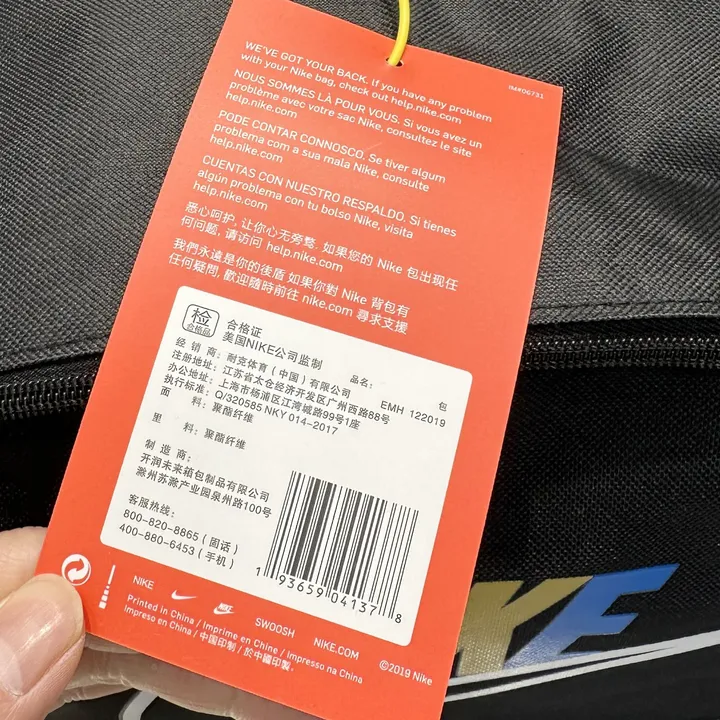 IM#00731
WE'VE GOT YOUR BACK. If you have any problem
with your Nike bag, check out help.nike.com
NOUS SOMMES LÀ POUR VOUS. Si vous avez un
problème avec votre sac Nike, consultez le site
help.nike.com
PODE CONTAR CONNOSCO. Se tiver algum
problema com a sua mala Nike, consulte
help.nike.com
CUENTAS CON NUESTRO RESPALDO. Si tienes
algún problema con tu bolso Nike, visita
help.nike.com
悉心呵护, 让你心无旁骛. 如果您的 Nike 包出现任
何问题, 请访问 help.nike.com
我們永遠是你的後盾 如果你對 Nike 背包有
任何疑問, 歡迎隨時前往 nike.com 尋求支援
检
合格品
合格证
美国NIKE公司监制
品名: 包
经 销 商: 耐克体育（中国）有限公司
EMH 122019
注册地址: 江苏省太仓经济开发区广州西路88号
办公地址: 上海市杨浦区江湾城路99号1座
执行标准: Q/320585 NKY 014-2017
面 料: 聚酯纤维
里 料: 聚酯纤维
制 造 商:
开润未来箱包制品有限公司
滁州苏滁产业园泉州路100号
客服热线:
800-820-8865 (固话)
400-880-6453 (手机)
1 93659 04137 8
NIKE NIKE SWOOSH NIKE.COM
Printed in China / Imprime en Chine / Impresso na China
Impreso en China / 中国印制 / 於中國印製.
©2019 Nike
KE